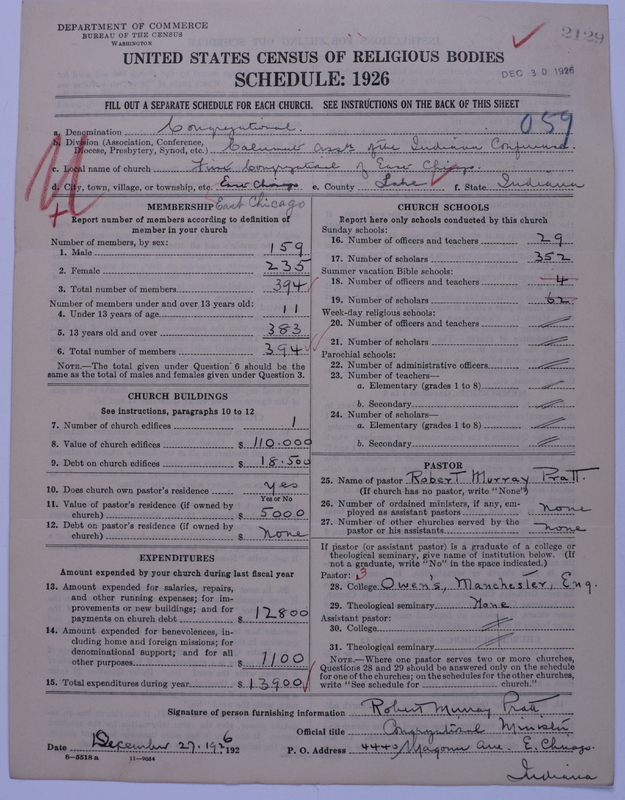 DEPARTMENT OF COMMERCE
BUREAU OF THE CENSUS
WASHINGTON
2129
UNITED STATES CENSUS OF RELIGIOUS BODIES
SCHEDULE: 1926
DEC 30 1926
FILL OUT A SEPARATE SCHEDULE FOR EACH CHURCH. SEE INSTRUCTIONS ON THE BACK OF THIS SHEET
059
a. Denomination Congregational.
b. Division (Association, Conference, Diocese, Presbytery, Synod, etc.) Calumet Ass'n of the Indiana Conference.
c. Local name of church First Congregational of East Chicago.
d. City, town, village, or township, etc. East Chicago e. County Lake f. State Indiana
East Chicago
MEMBERSHIP
Report number of members according to definition of
member in your church
Number of members, by sex:
1. Male 159
2. Female 235
3. Total number of members 394
Number of members under and over 13 years old:
4. Under 13 years of age 11
5. 13 years old and over 383
6. Total number of members 394
NOTE.—The total given under Question 6 should be
the same as the total of males and females given under Question 3.
CHURCH BUILDINGS
See instructions, paragraphs 10 to 12
7. Number of church edifices 1
8. Value of church edifices $ 110.000
9. Debt on church edifices $ 18.500
10. Does church own pastor's residence yes
Yes or No
11. Value of pastor's residence (if owned by
church) $ 5000
12. Debt on pastor's residence (if owned by
church) $ None
EXPENDITURES
Amount expended by your church during last fiscal year
13. Amount expended for salaries, repairs,
and other running expenses; for im-
provements or new buildings; and for
payments on church debt $ 12800
14. Amount expended for benevolences, in-
cluding home and foreign missions; for
denominational support; and for all
other purposes $ 1100
15. Total expenditures during year $ 13900
CHURCH SCHOOLS
Report here only schools conducted by this church
Sunday schools:
16. Number of officers and teachers 29
17. Number of scholars 352
Summer vacation Bible schools:
18. Number of officers and teachers 4
19. Number of scholars 62
Week-day religious schools:
20. Number of officers and teachers
21. Number of scholars
Parochial schools:
22. Number of administrative officers
23. Number of teachers—
a. Elementary (grades 1 to 8)
b. Secondary
24. Number of scholars—
a. Elementary (grades 1 to 8)
b. Secondary
PASTOR
25. Name of pastor Robert Murray Pratt.
(If church has no pastor, write "None")
26. Number of ordained ministers, if any, em-
ployed as assistant pastors none
27. Number of other churches served by the
pastor or his assistants none
If pastor (or assistant pastor) is a graduate of a college or
theological seminary, give name of institution below. (If
not a graduate, write "No" in the space indicated.)
Pastor: 3
28. College Owen's, Manchester, Eng.
29. Theological seminary None
Assistant pastor:
30. College
31. Theological seminary
NOTE.—Where one pastor serves two or more churches,
Questions 28 and 29 should be answered only on the schedule
for one of the churches; on the schedules for the other churches,
write "See schedule for church."
Signature of person furnishing information Robert Murray Pratt
Official title Congregational Minister
Date December 27. 1926 192
P. O. Address 4442 Magoun Ave. E. Chicago.
Indiana
6—5318a 11—9054